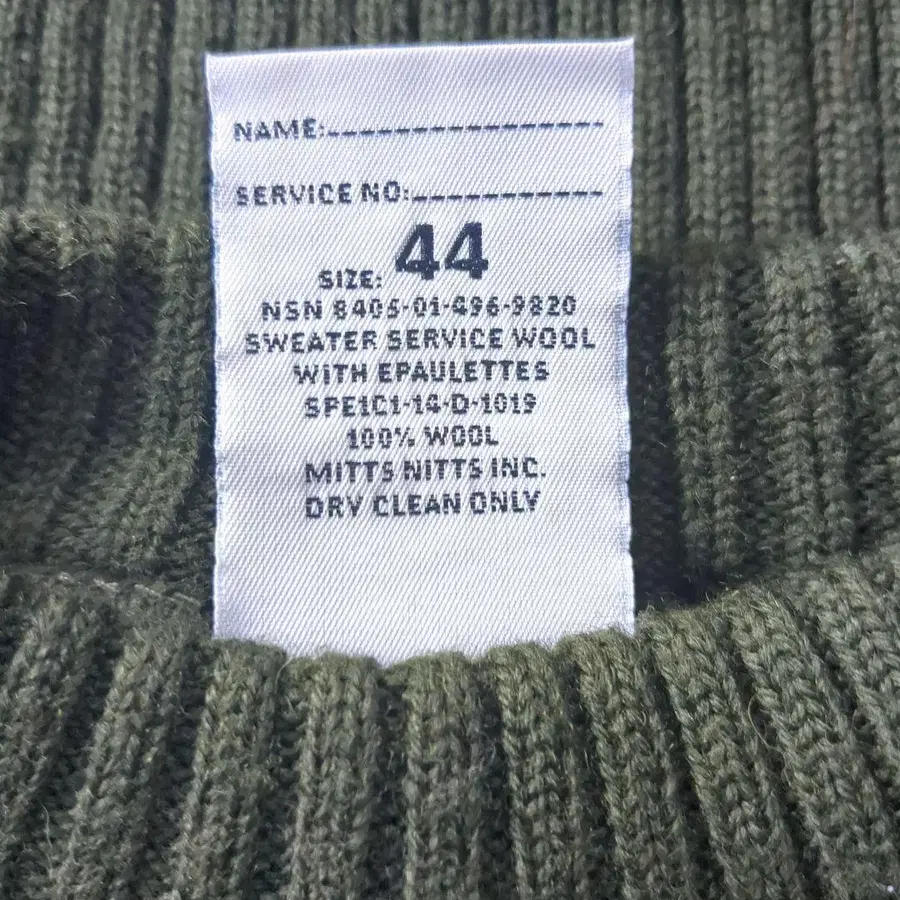 NAME:
SERVICE NO:
SIZE: 44
NSN 8405-01-496-9820
SWEATER SERVICE WOOL
WITH EPAULETTES
SPE1C1-14-D-1019
100% WOOL
MITTS NITTS INC.
DRY CLEAN ONLY